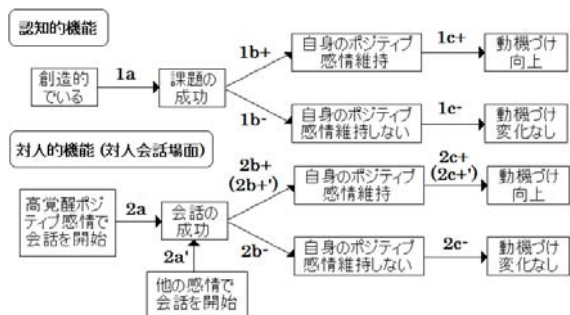 認知的機能
創造的
でいる
1a
課題の
成功
1b+
1b-
自身のポジティブ
感情維持
1c+
動機づけ
向上
自身のポジティブ
感情維持しない
1c-
動機づけ
変化なし
対人的機能 (対人会話場面)
高覚醒ポジ
ティブ感情で
会話を開始
2a
会話の
成功
2a'
他の感情で
会話を開始
2b+
(2b+')
2b-
自身のポジティブ
感情維持
2c+
(2c+')
動機づけ
向上
自身のポジティブ
感情維持しない
2c-
動機づけ
変化なし